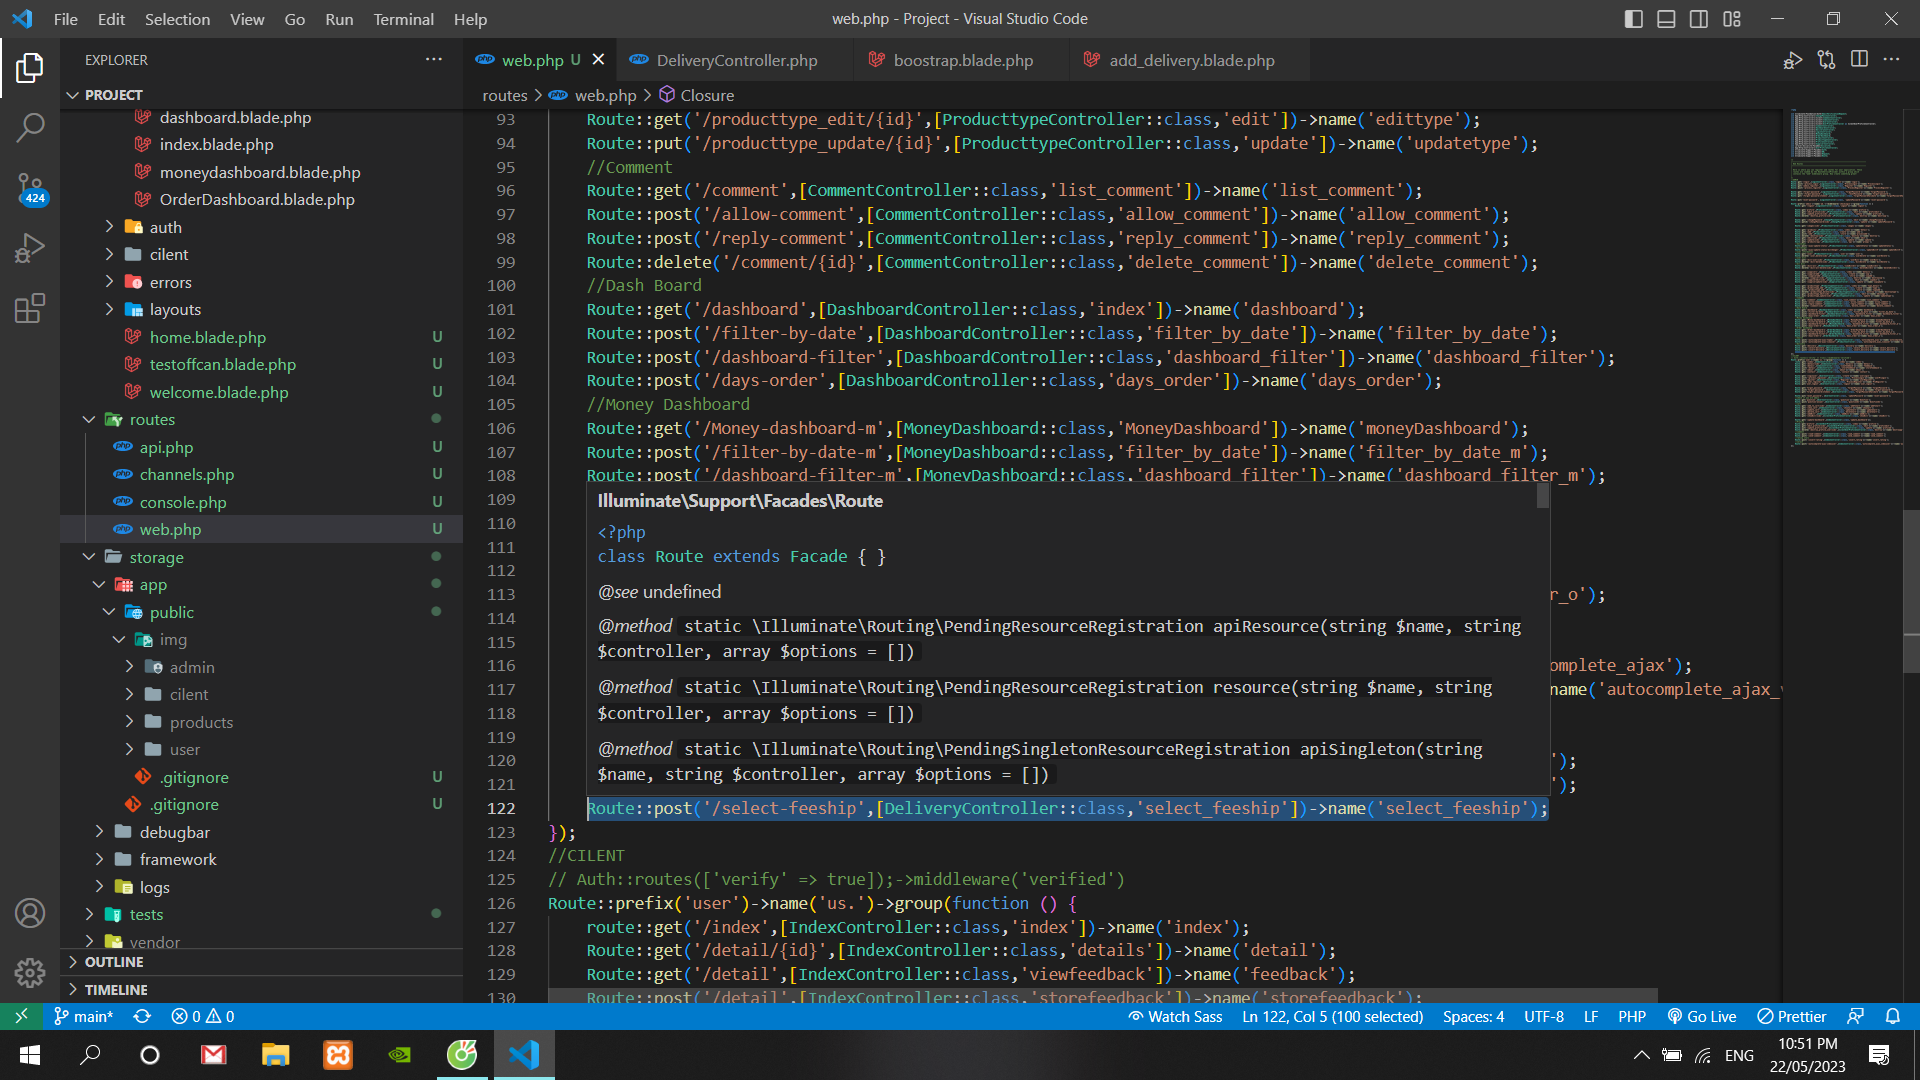 File Edit Selection View Go Run Terminal Help
web.php - Project - Visual Studio Code
EXPLORER
PROJECT
dashboard.blade.php
index.blade.php
moneydashboard.blade.php
OrderDashboard.blade.php
auth
cilent
errors
layouts
home.blade.php U
testoffcan.blade.php U
welcome.blade.php U
routes
api.php U
channels.php U
console.php U
web.php U
storage
app
public
img
admin
cilent
products
user
.gitignore U
.gitignore U
debugbar
framework
logs
tests
vendor
OUTLINE
TIMELINE
424
web.php U
DeliveryController.php
boostrap.blade.php
add_delivery.blade.php
routes > web.php > Closure
93 Route::get('/producttype_edit/{id}',[ProducttypeController::class,'edit'])->name('edittype');
94 Route::put('/producttype_update/{id}',[ProducttypeController::class,'update'])->name('updatetype');
95 //Comment
96 Route::get('/comment',[CommentController::class,'list_comment'])->name('list_comment');
97 Route::post('/allow-comment',[CommentController::class,'allow_comment'])->name('allow_comment');
98 Route::post('/reply-comment',[CommentController::class,'reply_comment'])->name('reply_comment');
99 Route::delete('/comment/{id}',[CommentController::class,'delete_comment'])->name('delete_comment');
100 //Dash Board
101 Route::get('/dashboard',[DashboardController::class,'index'])->name('dashboard');
102 Route::post('/filter-by-date',[DashboardController::class,'filter_by_date'])->name('filter_by_date');
103 Route::post('/dashboard-filter',[DashboardController::class,'dashboard_filter'])->name('dashboard_filter');
104 Route::post('/days-order',[DashboardController::class,'days_order'])->name('days_order');
105 //Money Dashboard
106 Route::get('/Money-dashboard-m',[MoneyDashboard::class,'MoneyDashboard'])->name('moneyDashboard');
107 Route::post('/filter-by-date-m',[MoneyDashboard::class,'filter_by_date'])->name('filter_by_date_m');
108 Route::post('/dashboard-filter-m',[MoneyDashboard::class,'dashboard_filter'])->name('dashboard_filter_m');
109 Illuminate\Support\Facades\Route
110 <?php
111 class Route extends Facade { }
112 @see undefined
113 r_o');
114 @method static \Illuminate\Routing\PendingResourceRegistration apiResource(string $name, string
115 $controller, array $options = [])
116 omplete_ajax');
117 @method static \Illuminate\Routing\PendingResourceRegistration resource(string $name, string name('autocomplete_ajax_
118 $controller, array $options = [])
119 @method static \Illuminate\Routing\PendingSingletonResourceRegistration apiSingleton(string
120 ');
121 $name, string $controller, array $options = []) ');
122 Route::post('/select-feeship',[DeliveryController::class,'select_feeship'])->name('select_feeship');
123 });
124 //CILENT
125 // Auth::routes(['verify' => true]);->middleware('verified')
126 Route::prefix('user')->name('us.')->group(function () {
127 route::get('/index',[IndexController::class,'index'])->name('index');
128 Route::get('/detail/{id}',[IndexController::class,'details'])->name('detail');
129 Route::get('/detail',[IndexController::class,'viewfeedback'])->name('feedback');
130 Route::post('/detail',[IndexController::class,'storefeedback'])->name('storefeedback');
main* 0 0 Watch Sass Ln 122, Col 5 (100 selected) Spaces: 4 UTF-8 LF PHP Go Live Prettier
ENG
10:51 PM
22/05/2023